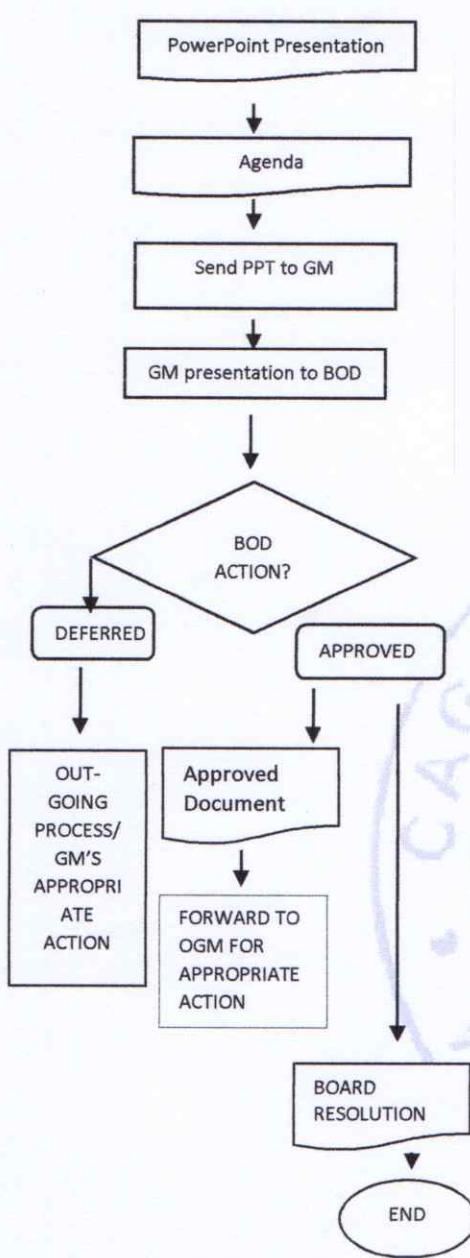 PowerPoint Presentation
Agenda
Send PPT to GM
GM presentation to BOD
BOD
ACTION?
DEFERRED
APPROVED
OUT-
GOING
PROCESS/
GM'S
APPROPRI
ATE
ACTION
Approved
Document
FORWARD TO
OGM FOR
APPROPRIATE
ACTION
BOARD
RESOLUTION
END
CAG